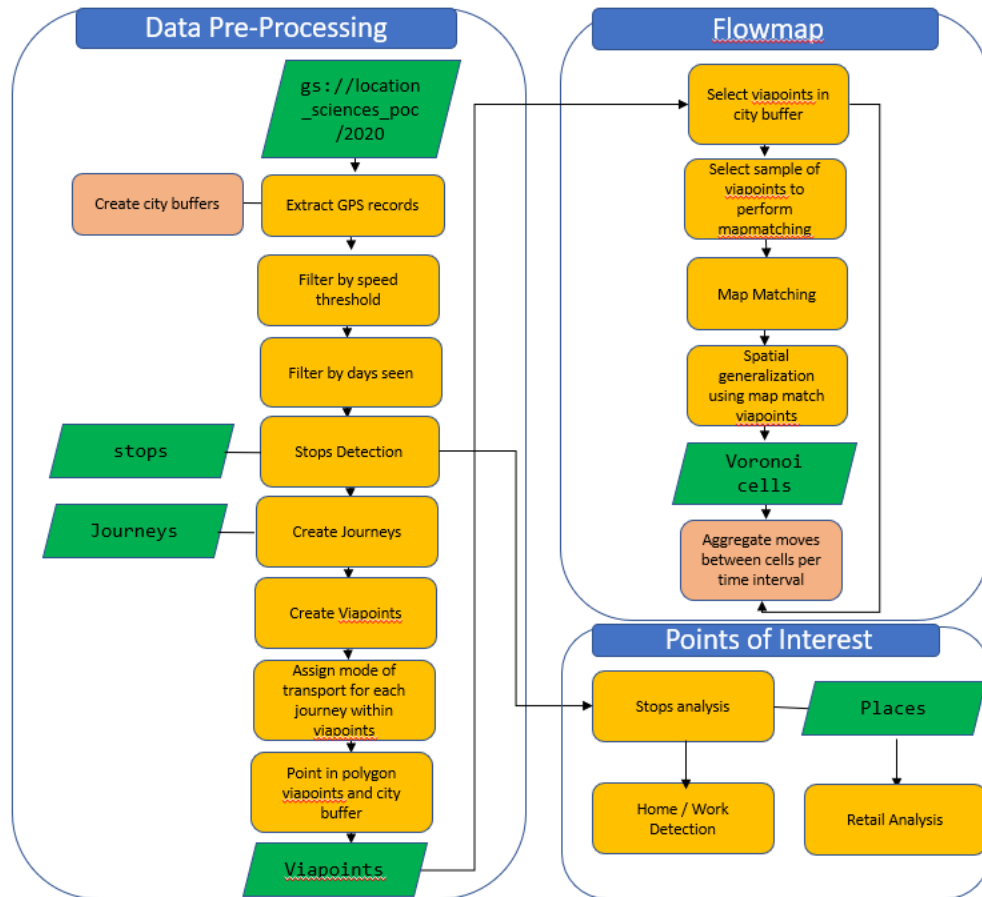 Data Pre-Processing
gs://location
_sciences_poc
/2020
Create city buffers
Extract GPS records
Filter by speed
threshold
Filter by days seen
stops
Stops Detection
Journeys
Create Journeys
Create Viapoints
Assign mode of
transport for each
journey within
viapoints
Point in polygon
viapoints and city
buffer
Viapoints
Flowmap
Select viapoints in
city buffer
Select sample of
viapoints to
perform
mapmatching
Map Matching
Spatial
generalization
using map match
viapoints
Voronoi
cells
Aggregate moves
between cells per
time interval
Points of Interest
Stops analysis
Places
Home / Work
Detection
Retail Analysis